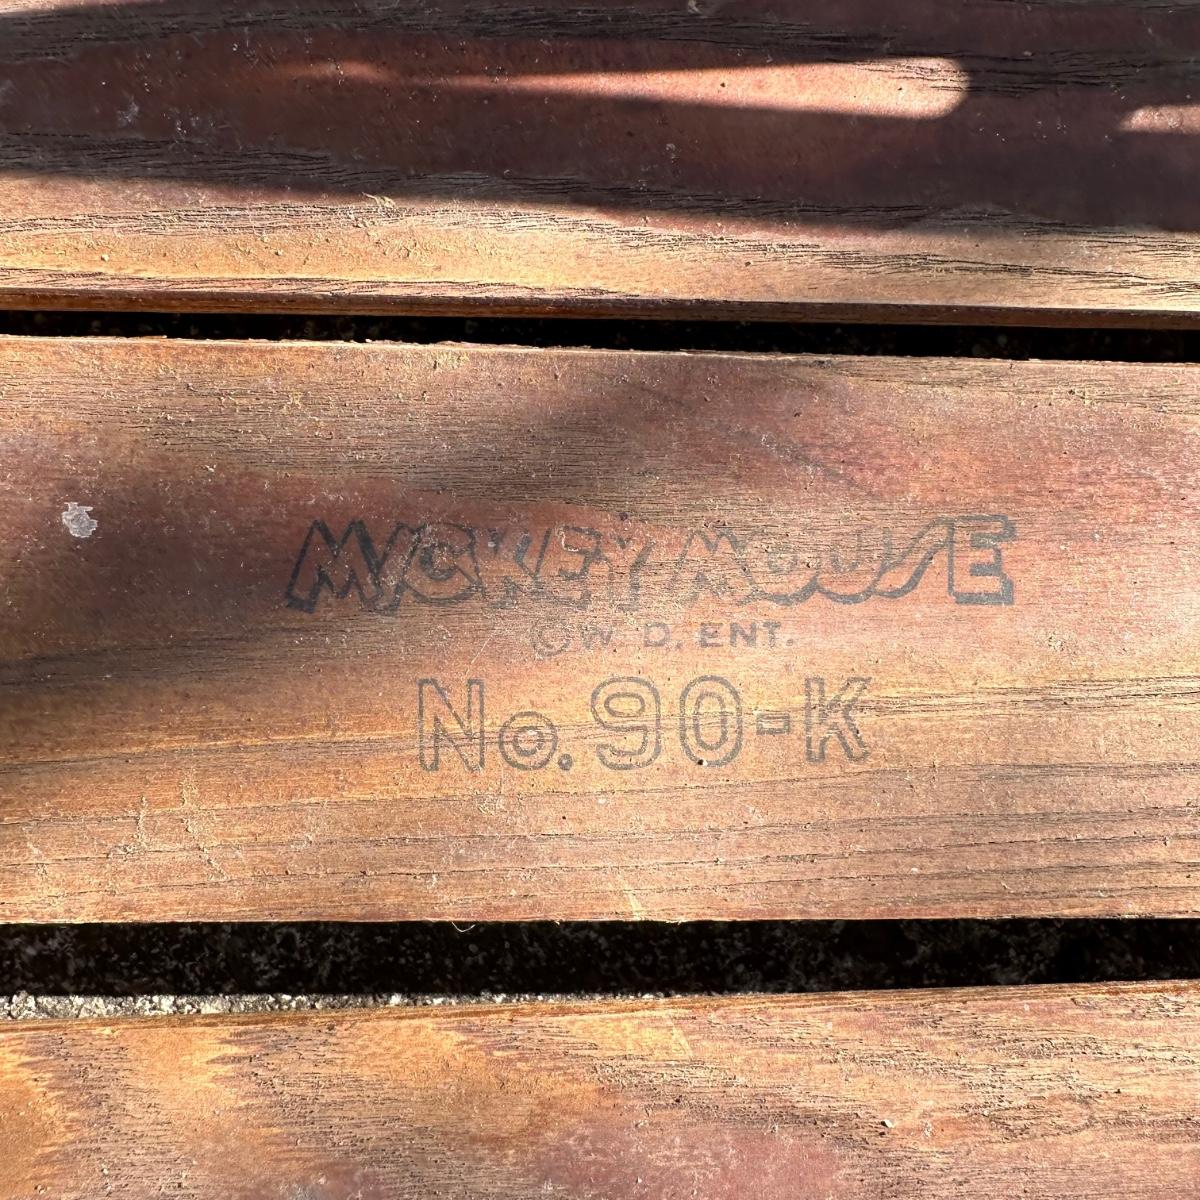 MICKEY MOUSE
© W. D. ENT.
No. 90-K